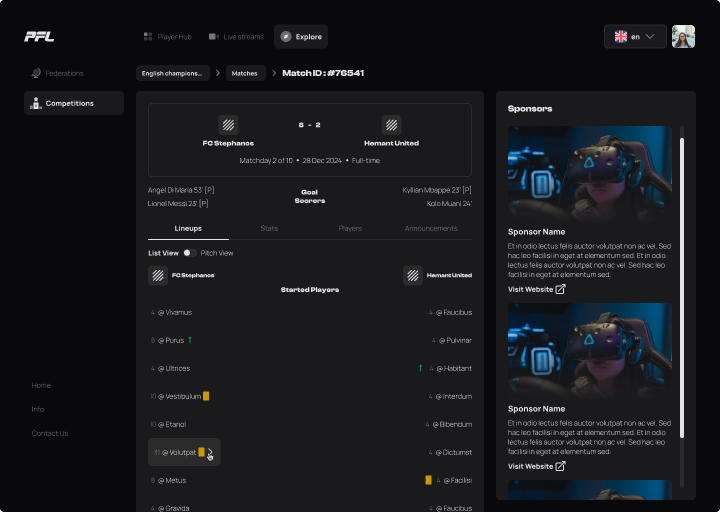 PFL
Player Hub
Live streams
Explore
en
Federations
Competitions
English champions...
Matches
Match ID : #76541
6 - 2
FC Stephanos
Hemant United
Matchday 2 of 10 • 28 Dec 2024 • Full-time
Angel Di Maria 53' [P]
Lionel Messi 23' [P]
Goal
Scorers
Kyllian Mbappe 23' [P]
Kolo Muani 24'
Lineups
Stats
Players
Announcements
List View
Pitch View
FC Stephanos
Hemant United
Started Players
4 @ Vivamus
4 @ Faucibus
8 @ Purus
4 @ Pulvinar
4 @ Ultrices
4 @ Habitant
10 @ Vestibulum
4 @ Interdum
10 @ Etanol
4 @ Bibendum
11 @ Volutpat
4 @ Dictumst
8 @ Metus
4 @ Facilisi
4 @ Gravida
4 @ Faucibus
Sponsors
Sponsor Name
Et in odio lectus felis auctor volutpat non ac vel. Sed
hac leo facilisi in eget at elementum sed. Et in odio
lectus felis auctor volutpat non ac vel. Sed hac leo
facilisi in eget at elementum sed.
Visit Website
Sponsor Name
Et in odio lectus felis auctor volutpat non ac vel. Sed
hac leo facilisi in eget at elementum sed. Et in odio
lectus felis auctor volutpat non ac vel. Sed hac leo
facilisi in eget at elementum sed.
Visit Website
Home
Info
Contact Us